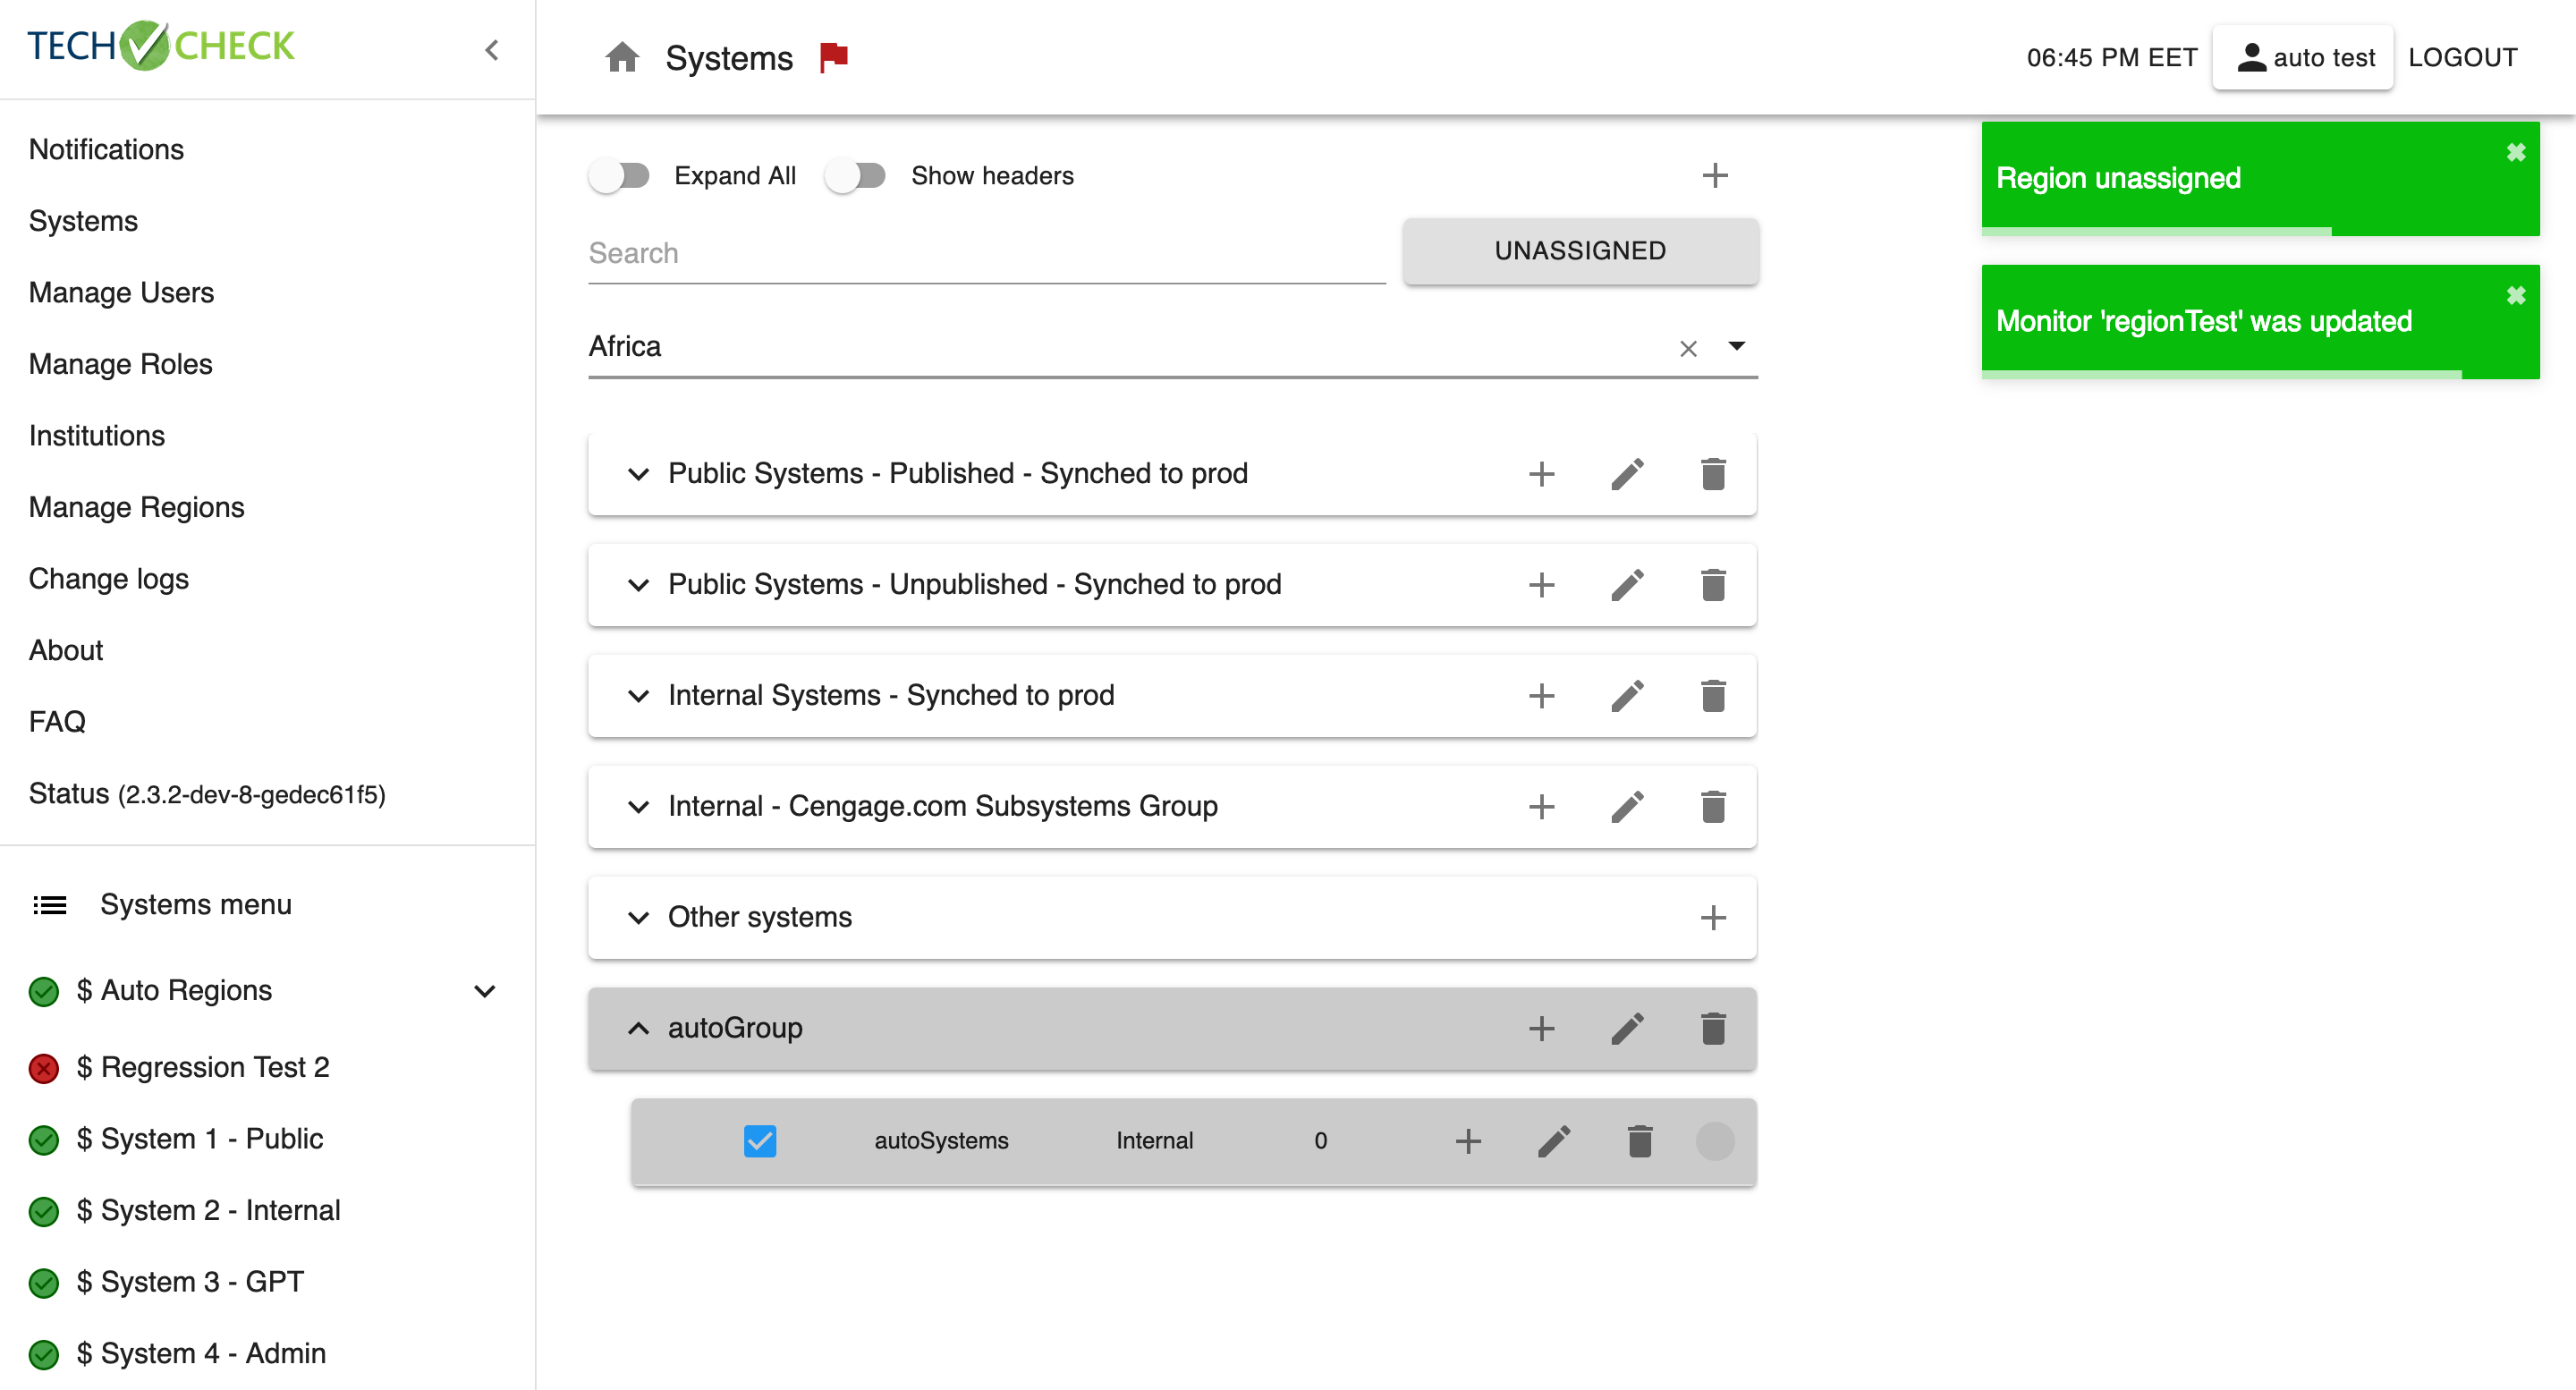 TECH CHECK
Notifications
Systems
Manage Users
Manage Roles
Institutions
Manage Regions
Change logs
About
FAQ
Status (2.3.2-dev-8-gedec61f5)
Systems menu
$ Auto Regions
$ Regression Test 2
$ System 1 - Public
$ System 2 - Internal
$ System 3 - GPT
$ System 4 - Admin
Systems
06:45 PM EET
auto test
LOGOUT
Expand All
Show headers
Search
UNASSIGNED
Africa
Public Systems - Published - Synched to prod
Public Systems - Unpublished - Synched to prod
Internal Systems - Synched to prod
Internal - Cengage.com Subsystems Group
Other systems
autoGroup
autoSystems Internal 0
Region unassigned
Monitor 'regionTest' was updated